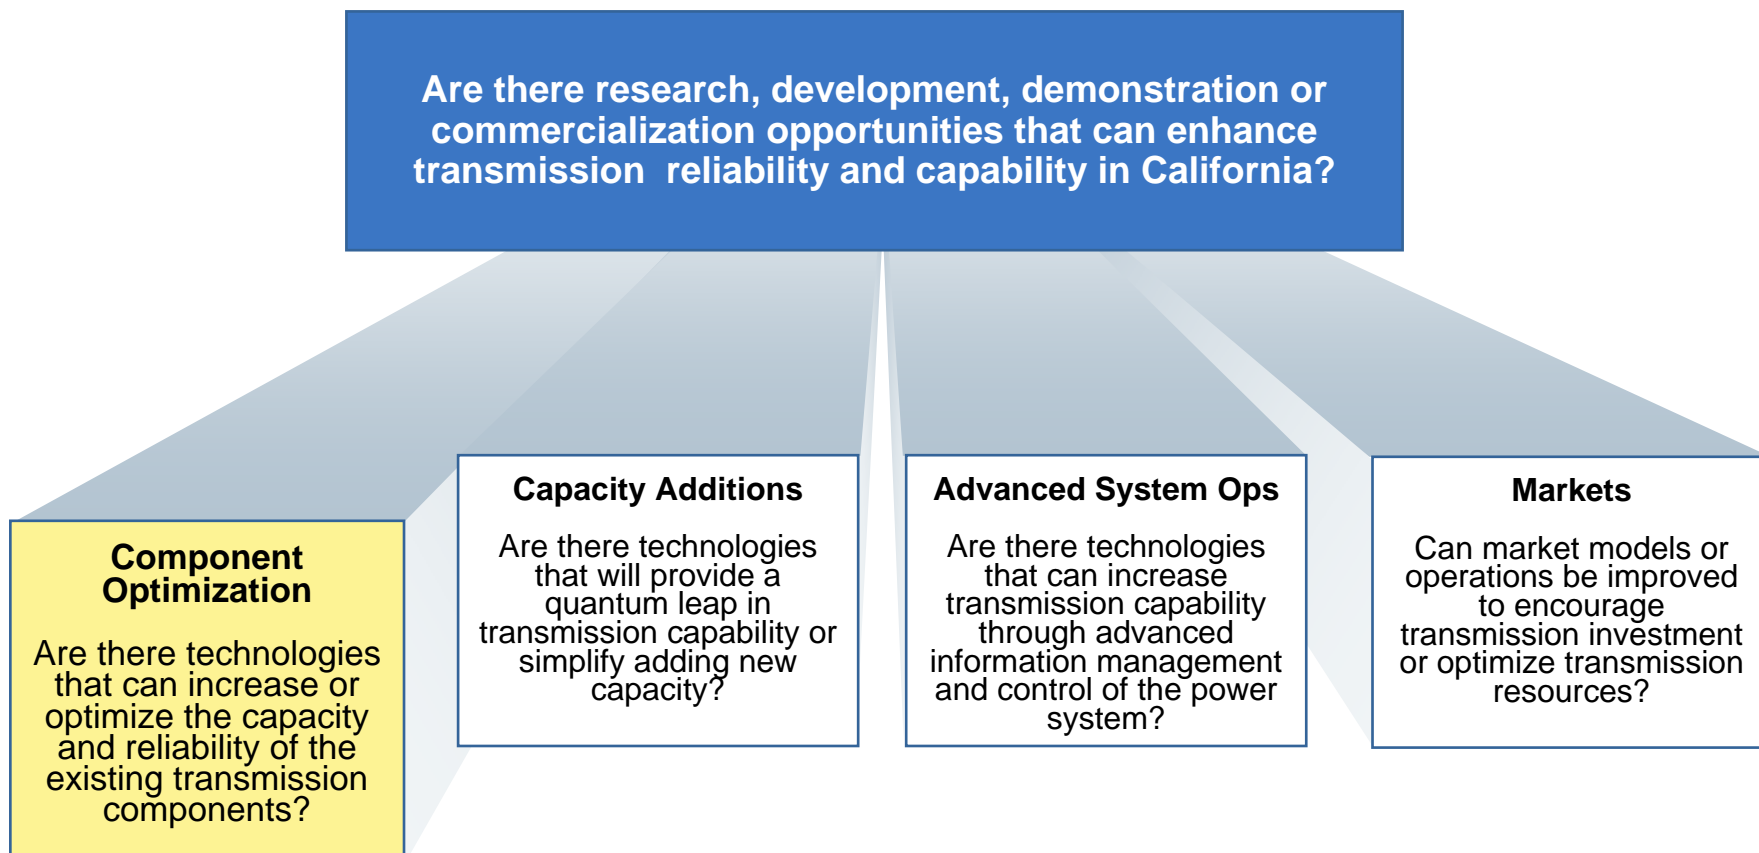 Are there research, development, demonstration or
commercialization opportunities that can enhance
transmission  reliability and capability in California?
Component
Optimization
Are there technologies
that can increase or
optimize the capacity
and reliability of the
existing transmission
components?
Capacity Additions
Are there technologies
that will provide a
quantum leap in
transmission capability or
simplify adding new
capacity?
Advanced System Ops
Are there technologies
that can increase
transmission capability
through advanced
information management
and control of the power
system?
Markets
Can market models or
operations be improved
to encourage
transmission investment
or optimize transmission
resources?